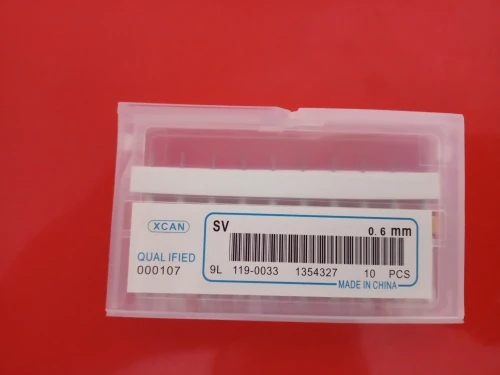 XCAN
QUALIFIED
000107
SV
0.6 mm
9L 119-0033 1354327 10 PCS
MADE IN CHINA